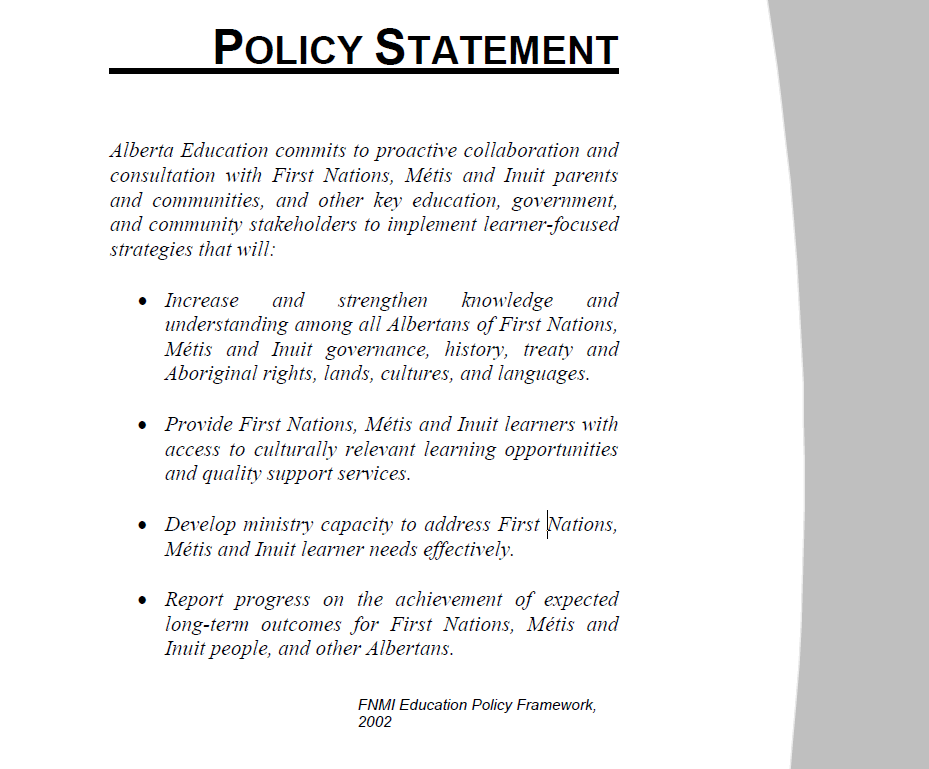 POLICY STATEMENT
Alberta Education commits to proactive collaboration and
consultation with First Nations, Métis and Inuit parents
and communities, and other key education, government,
and community stakeholders to implement learner-focused
strategies that will:
• Increase and strengthen knowledge and
understanding among all Albertans of First Nations,
Métis and Inuit governance, history, treaty and
Aboriginal rights, lands, cultures, and languages.
• Provide First Nations, Métis and Inuit learners with
access to culturally relevant learning opportunities
and quality support services.
• Develop ministry capacity to address First Nations,
Métis and Inuit learner needs effectively.
• Report progress on the achievement of expected
long-term outcomes for First Nations, Métis and
Inuit people, and other Albertans.
FNMI Education Policy Framework,
2002